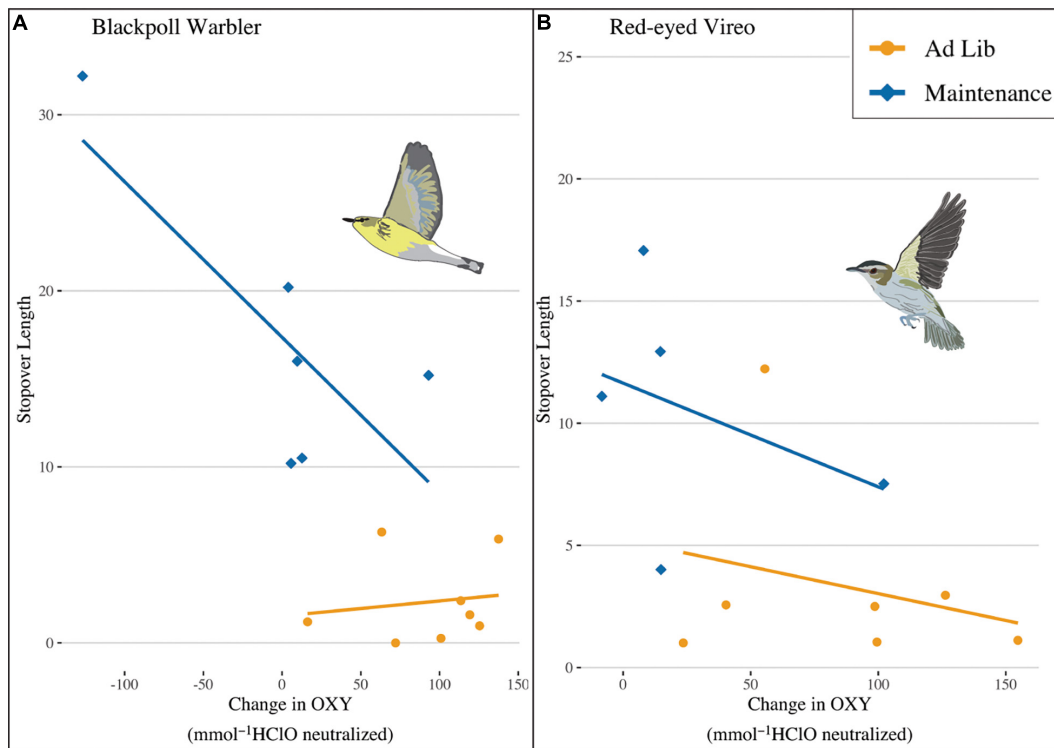 A
Blackpoll Warbler
30
20
10
0
Stopover Length
-100 -50 0 50 100 150
Change in OXY
(mmol⁻¹HClO neutralized)
B
Red-eyed Vireo
Ad Lib
Maintenance
25
20
15
10
5
0
Stopover Length
0 50 100 150
Change in OXY
(mmol⁻¹HClO neutralized)